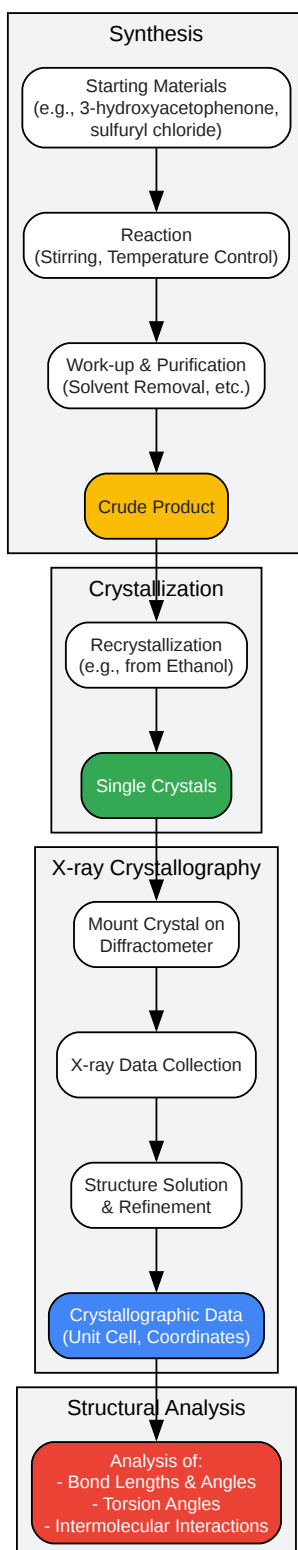 Synthesis
Starting Materials
(e.g., 3-hydroxyacetophenone,
sulfuryl chloride)
Reaction
(Stirring, Temperature Control)
Work-up & Purification
(Solvent Removal, etc.)
Crude Product
Crystallization
Recrystallization
(e.g., from Ethanol)
Single Crystals
X-ray Crystallography
Mount Crystal on
Diffractometer
X-ray Data Collection
Structure Solution
& Refinement
Crystallographic Data
(Unit Cell, Coordinates)
Structural Analysis
Analysis of:
- Bond Lengths & Angles
- Torsion Angles
- Intermolecular Interactions